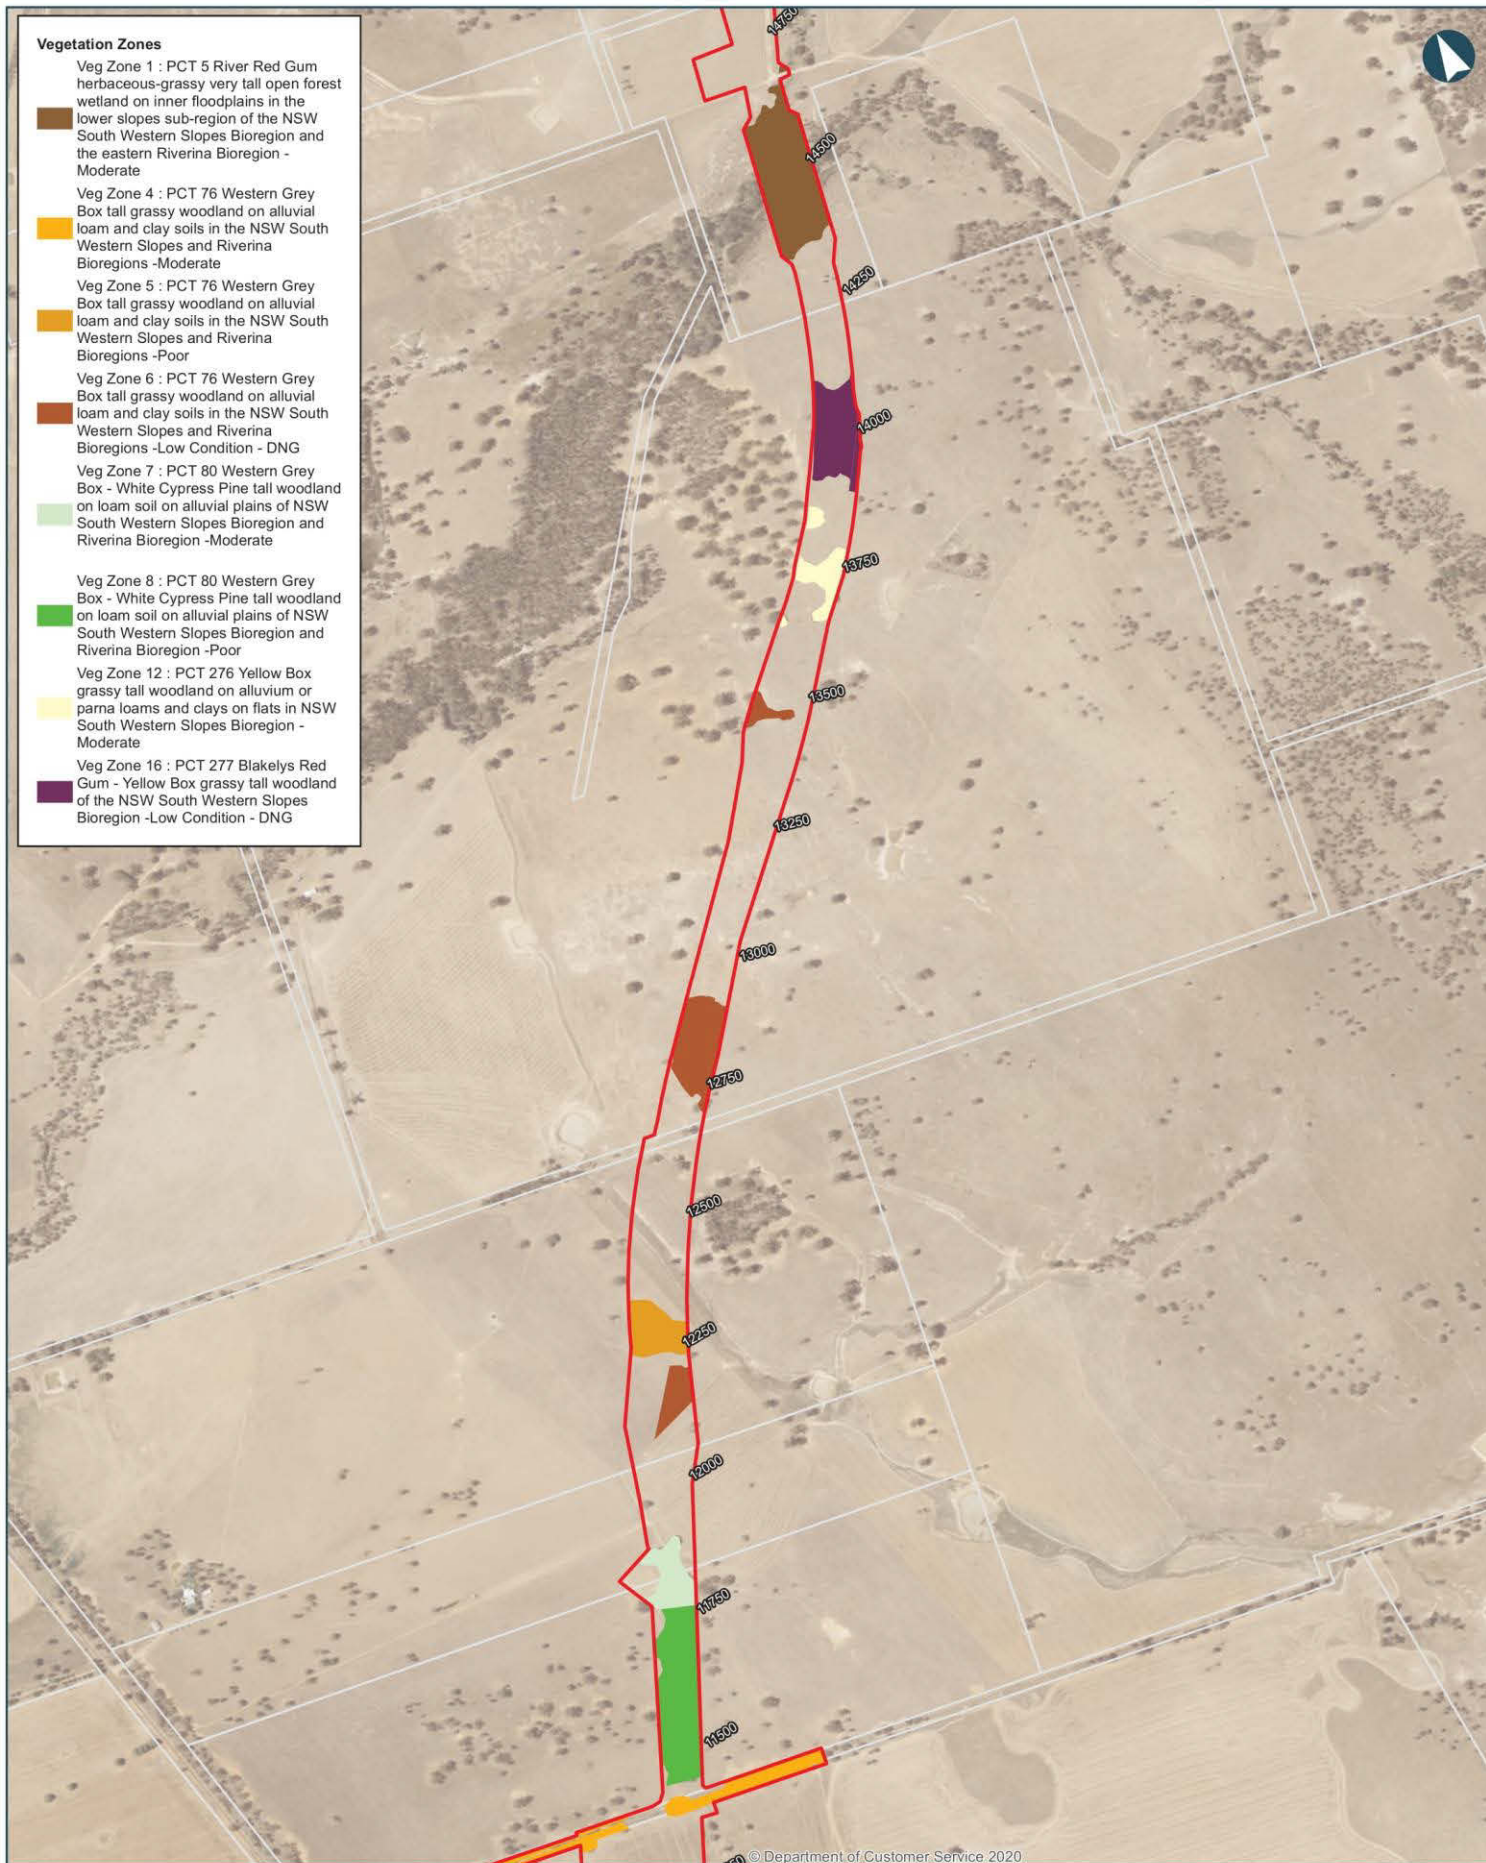 Vegetation Zones
Veg Zone 1 : PCT 5 River Red Gum
herbaceous-grassy very tall open forest
wetland on inner floodplains in the
lower slopes sub-region of the NSW
South Western Slopes Bioregion and
the eastern Riverina Bioregion -
Moderate
Veg Zone 4 : PCT 76 Western Grey
Box tall grassy woodland on alluvial
loam and clay soils in the NSW South
Western Slopes and Riverina
Bioregions -Moderate
Veg Zone 5 : PCT 76 Western Grey
Box tall grassy woodland on alluvial
loam and clay soils in the NSW South
Western Slopes and Riverina
Bioregions -Poor
Veg Zone 6 : PCT 76 Western Grey
Box tall grassy woodland on alluvial
loam and clay soils in the NSW South
Western Slopes and Riverina
Bioregions -Low Condition - DNG
Veg Zone 7 : PCT 80 Western Grey
Box - White Cypress Pine tall woodland
on loam soil on alluvial plains of NSW
South Western Slopes Bioregion and
Riverina Bioregion -Moderate
Veg Zone 8 : PCT 80 Western Grey
Box - White Cypress Pine tall woodland
on loam soil on alluvial plains of NSW
South Western Slopes Bioregion and
Riverina Bioregion -Poor
Veg Zone 12 : PCT 276 Yellow Box
grassy tall woodland on alluvium or
parna loams and clays on flats in NSW
South Western Slopes Bioregion -
Moderate
Veg Zone 16 : PCT 277 Blakelys Red
Gum - Yellow Box grassy tall woodland
of the NSW South Western Slopes
Bioregion -Low Condition - DNG
14750
14500
14250
14000
13750
13500
13250
13000
12750
12500
12250
12000
11750
11500
© Department of Customer Service 2020